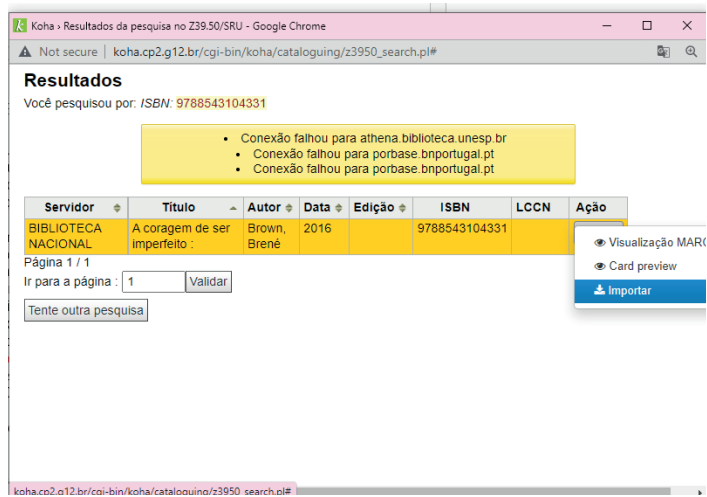 Koha › Resultados da pesquisa no Z39.50/SRU - Google Chrome
Not secure | koha.cp2.g12.br/cgi-bin/koha/cataloguing/z3950_search.pl#
Resultados
Você pesquisou por: ISBN: 9788543104331
• Conexão falhou para athena.biblioteca.unesp.br
• Conexão falhou para porbase.bnportugal.pt
• Conexão falhou para porbase.bnportugal.pt
Servidor Título Autor Data Edição ISBN LCCN Ação
BIBLIOTECA A coragem de ser Brown, 2016 9788543104331
NACIONAL imperfeito : Brené
Visualização MARC
Página 1 / 1
Card preview
Ir para a página : 1 Validar
Importar
Tente outra pesquisa
koha.cp2.g12.br/cgi-bin/koha/cataloguing/z3950_search.pl#